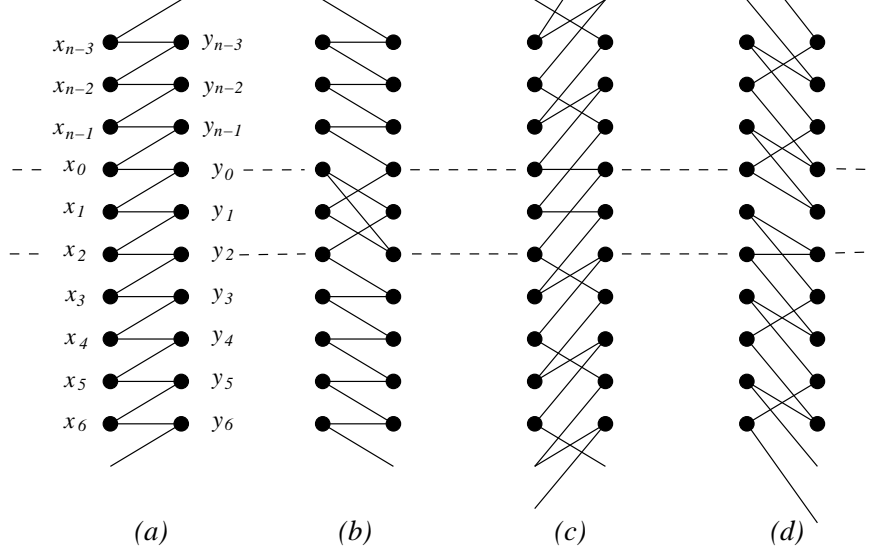 x_{n−3} y_{n−3}
x_{n−2} y_{n−2}
x_{n−1} y_{n−1}
x_0 y_0
x_1 y_1
x_2 y_2
x_3 y_3
x_4 y_4
x_5 y_5
x_6 y_6
(a) (b) (c) (d)